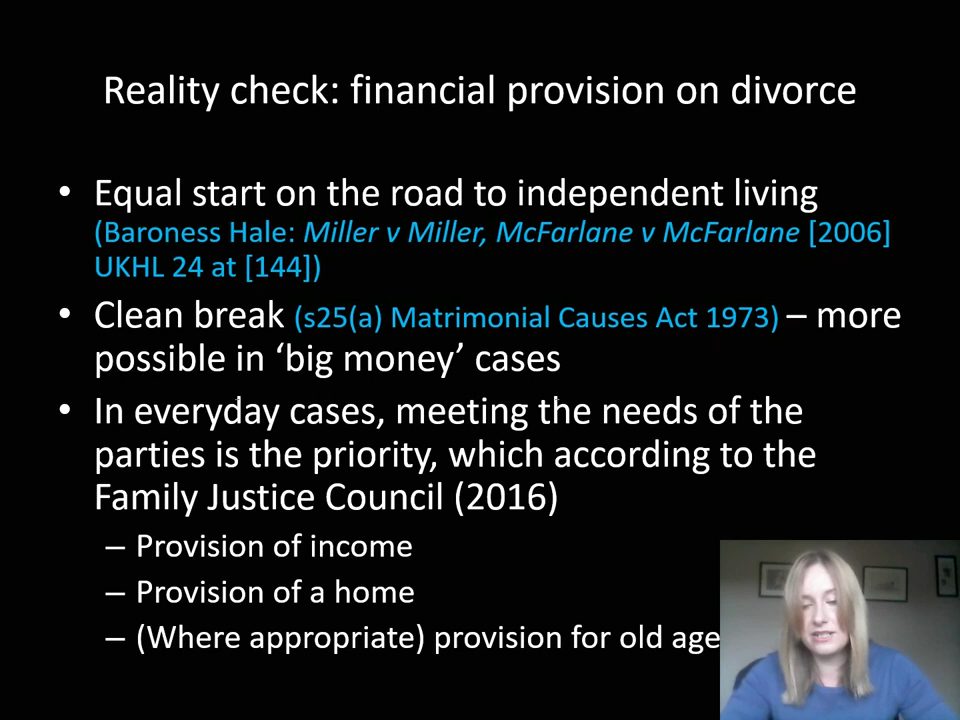 Reality check: financial provision on divorce
• Equal start on the road to independent living
(Baroness Hale: Miller v Miller, McFarlane v McFarlane [2006]
UKHL 24 at [144])
• Clean break (s25(a) Matrimonial Causes Act 1973) – more
possible in ‘big money’ cases
• In everyday cases, meeting the needs of the
parties is the priority, which according to the
Family Justice Council (2016)
– Provision of income
– Provision of a home
– (Where appropriate) provision for old age